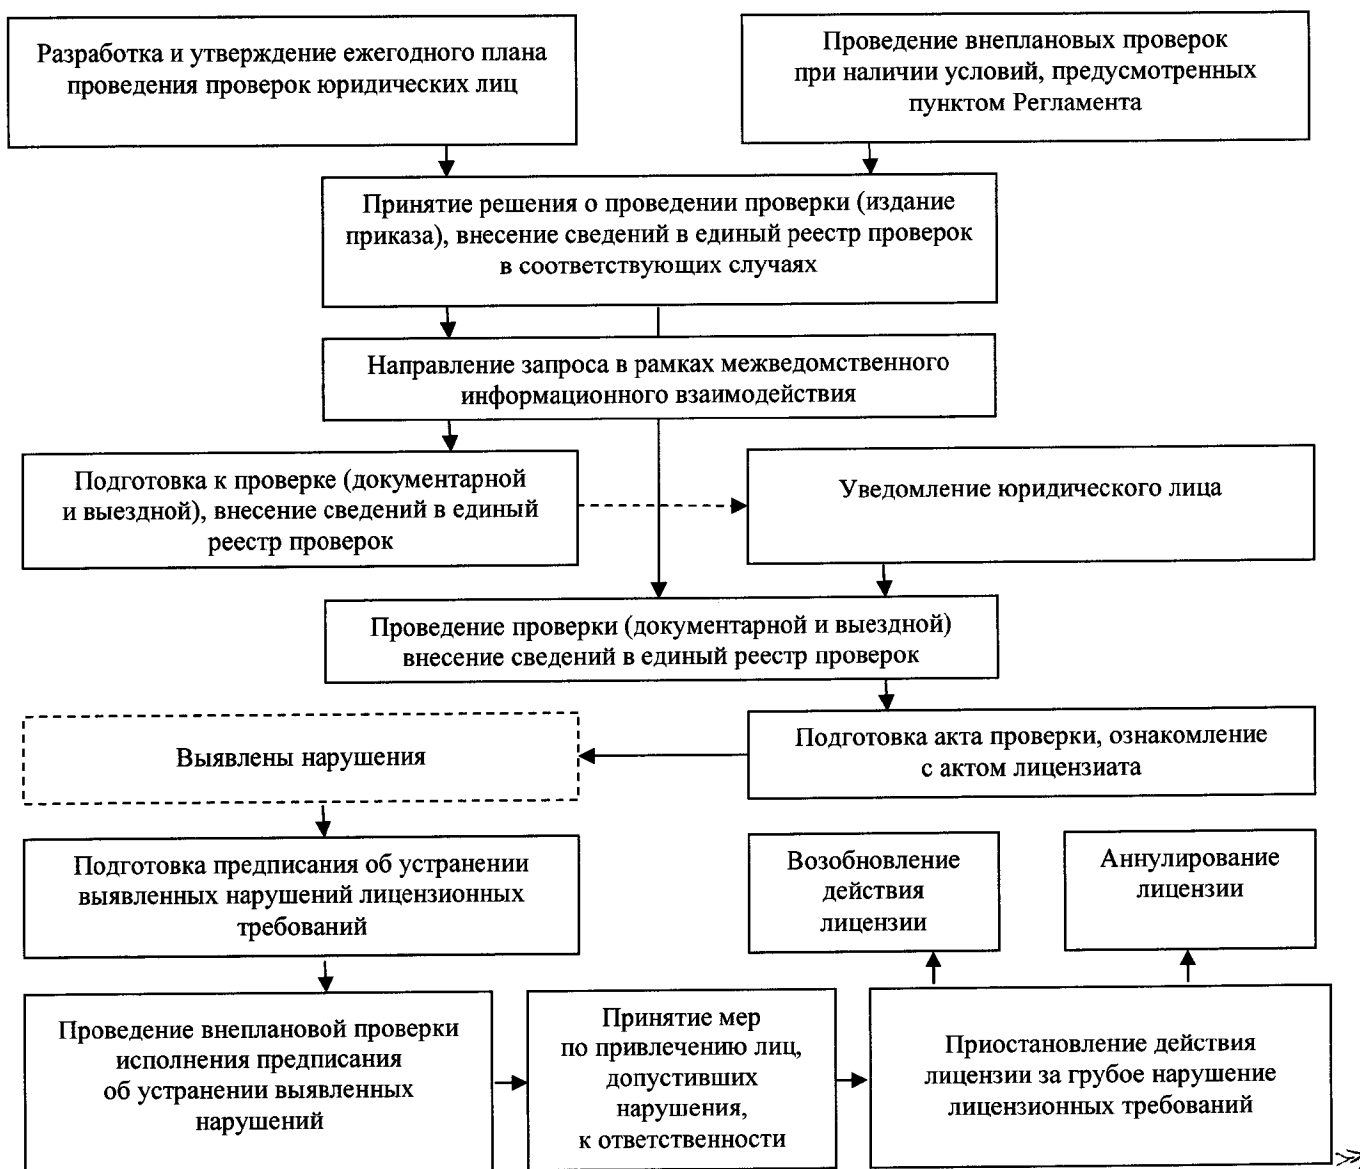 Разработка и утверждение ежегодного плана
проведения проверок юридических лиц
Проведение внеплановых проверок
при наличии условий, предусмотренных
пунктом Регламента
Принятие решения о проведении проверки (издание
приказа), внесение сведений в единый реестр проверок
в соответствующих случаях
Направление запроса в рамках межведомственного
информационного взаимодействия
Подготовка к проверке (документарной
и выездной), внесение сведений в единый
реестр проверок
Уведомление юридического лица
Проведение проверки (документарной и выездной)
внесение сведений в единый реестр проверок
Выявлены нарушения
Подготовка акта проверки, ознакомление
с актом лицензиата
Подготовка предписания об устранении
выявленных нарушений лицензионных
требований
Возобновление
действия
лицензии
Аннулирование
лицензии
Проведение внеплановой проверки
исполнения предписания
об устранении выявленных
нарушений
Принятие мер
по привлечению лиц,
допустивших
нарушения,
к ответственности
Приостановление действия
лицензии за грубое нарушение
лицензионных требований
»